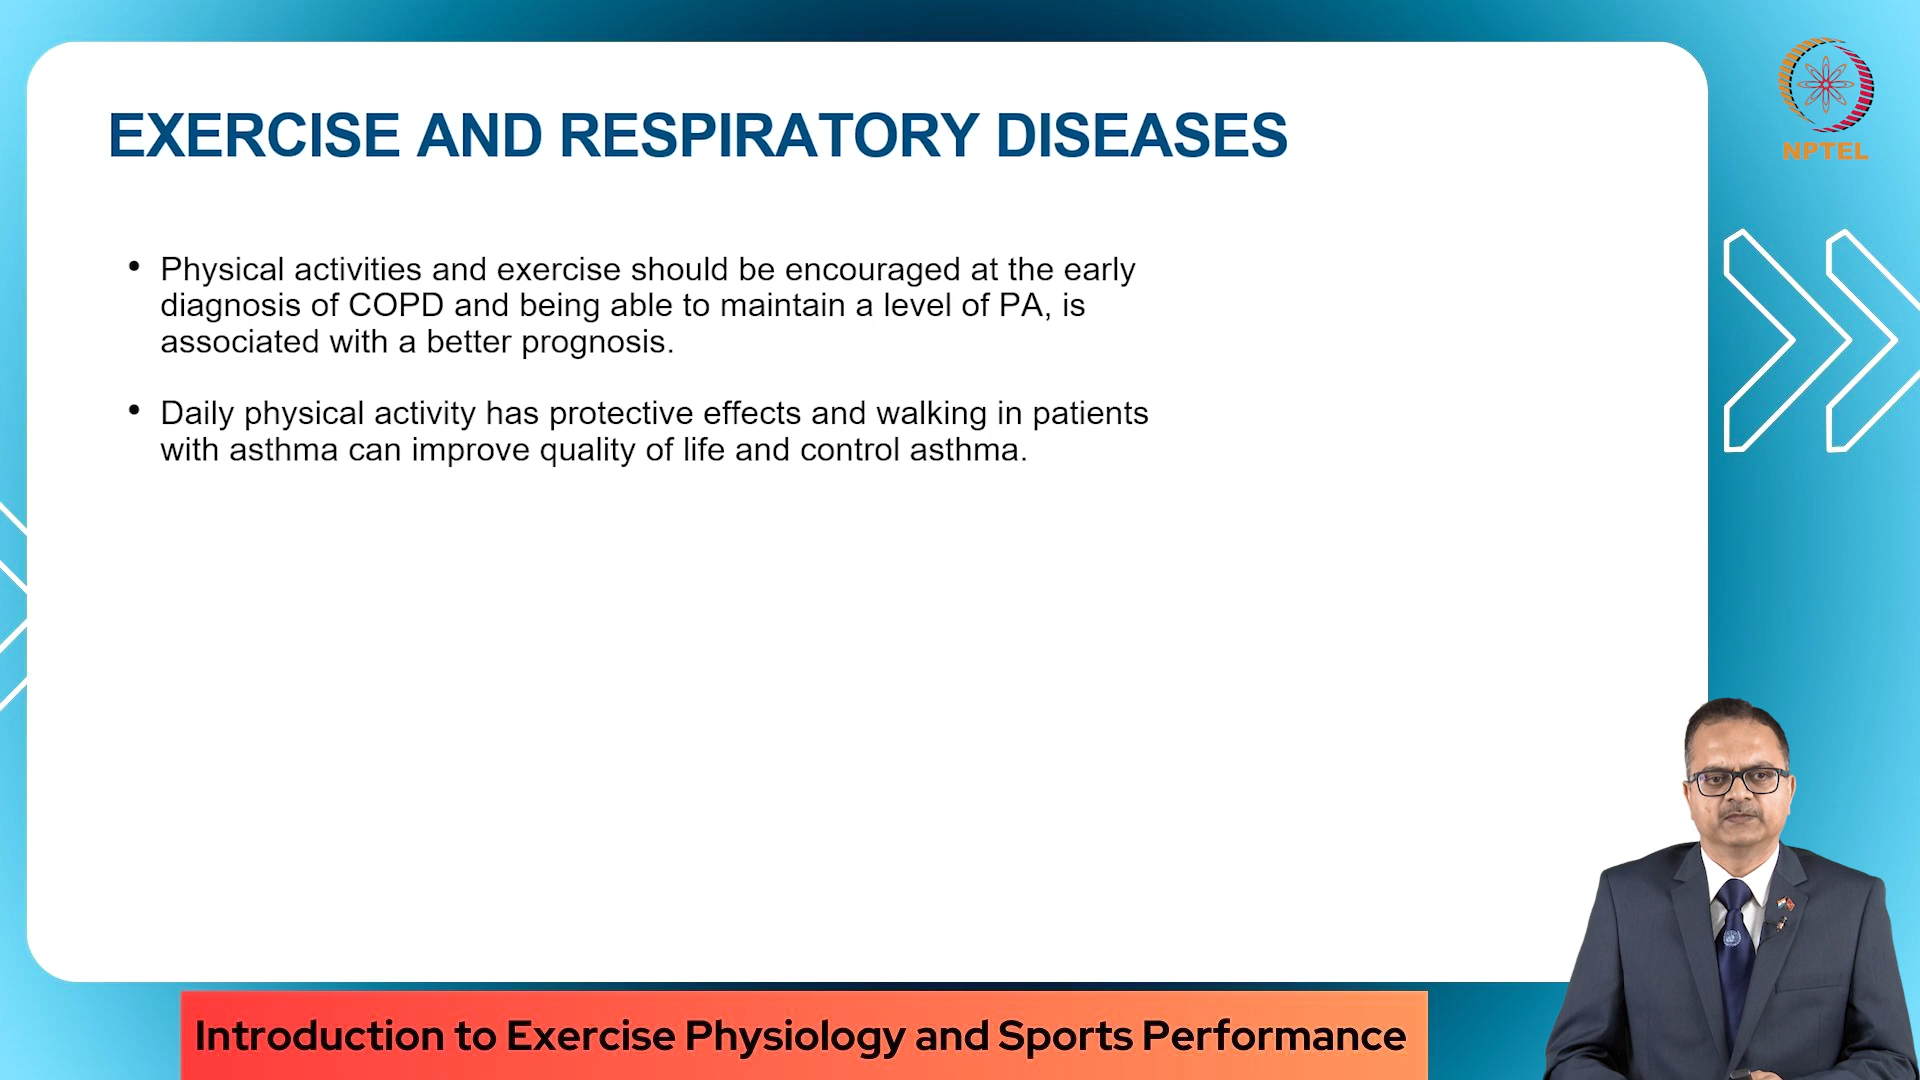 EXERCISE AND RESPIRATORY DISEASES
NPTEL
• Physical activities and exercise should be encouraged at the early
diagnosis of COPD and being able to maintain a level of PA, is
associated with a better prognosis.
• Daily physical activity has protective effects and walking in patients
with asthma can improve quality of life and control asthma.
Introduction to Exercise Physiology and Sports Performance